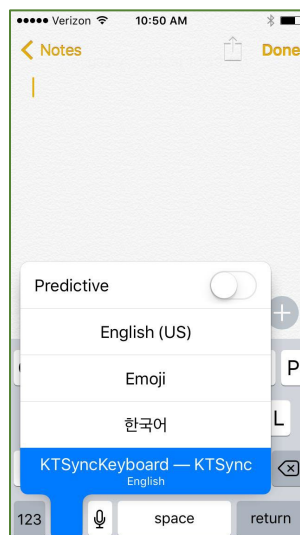 Verizon 10:50 AM
Notes Done
Predictive
English (US)
Emoji
한국어
P
L
KTSyncKeyboard — KTSync
English
123 space return